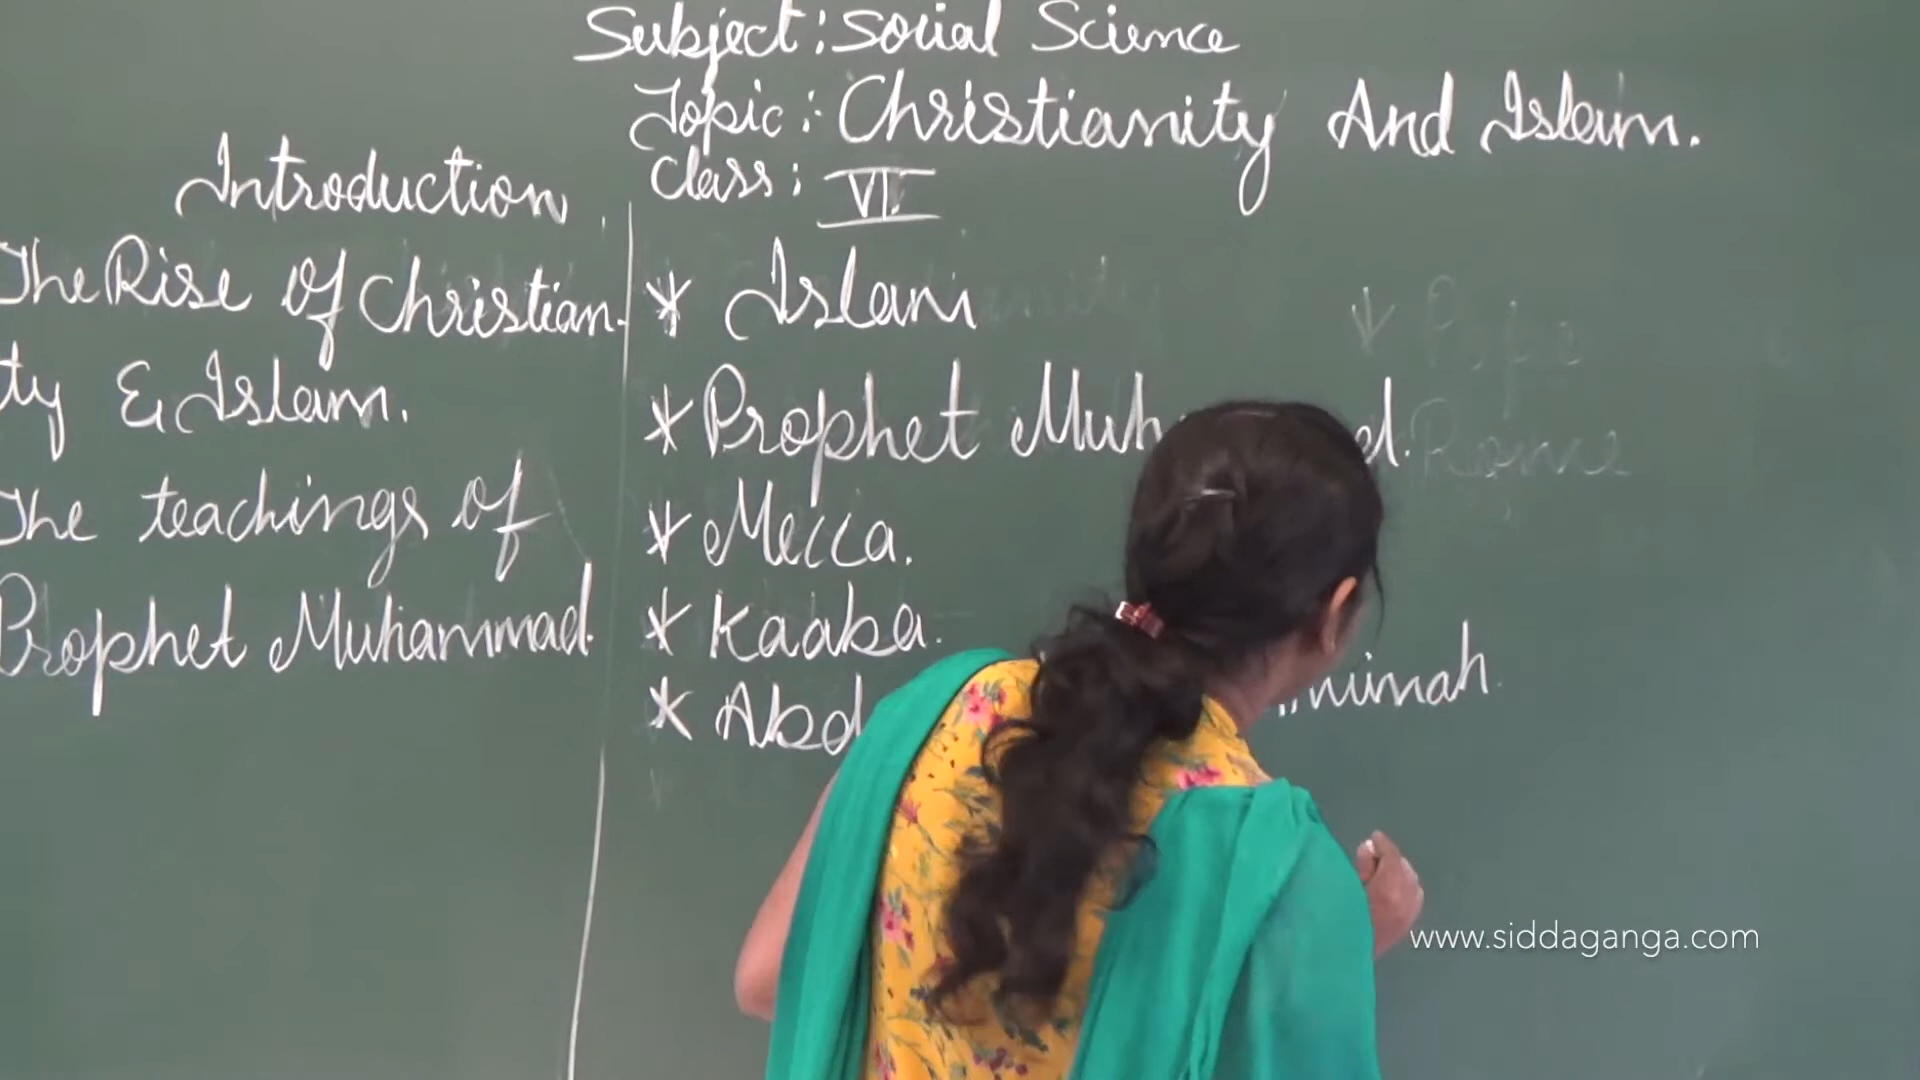 Subject: Social Science
Topic: Christianity And Islam.
Class: VI
Introduction
The Rise of Christian
ty & Islam.
The teachings of
Prophet Muhammad.
* Islam
* Prophet
* Mecca.
* Kaaba.
*
Pope
Rome
www.siddaganga.com